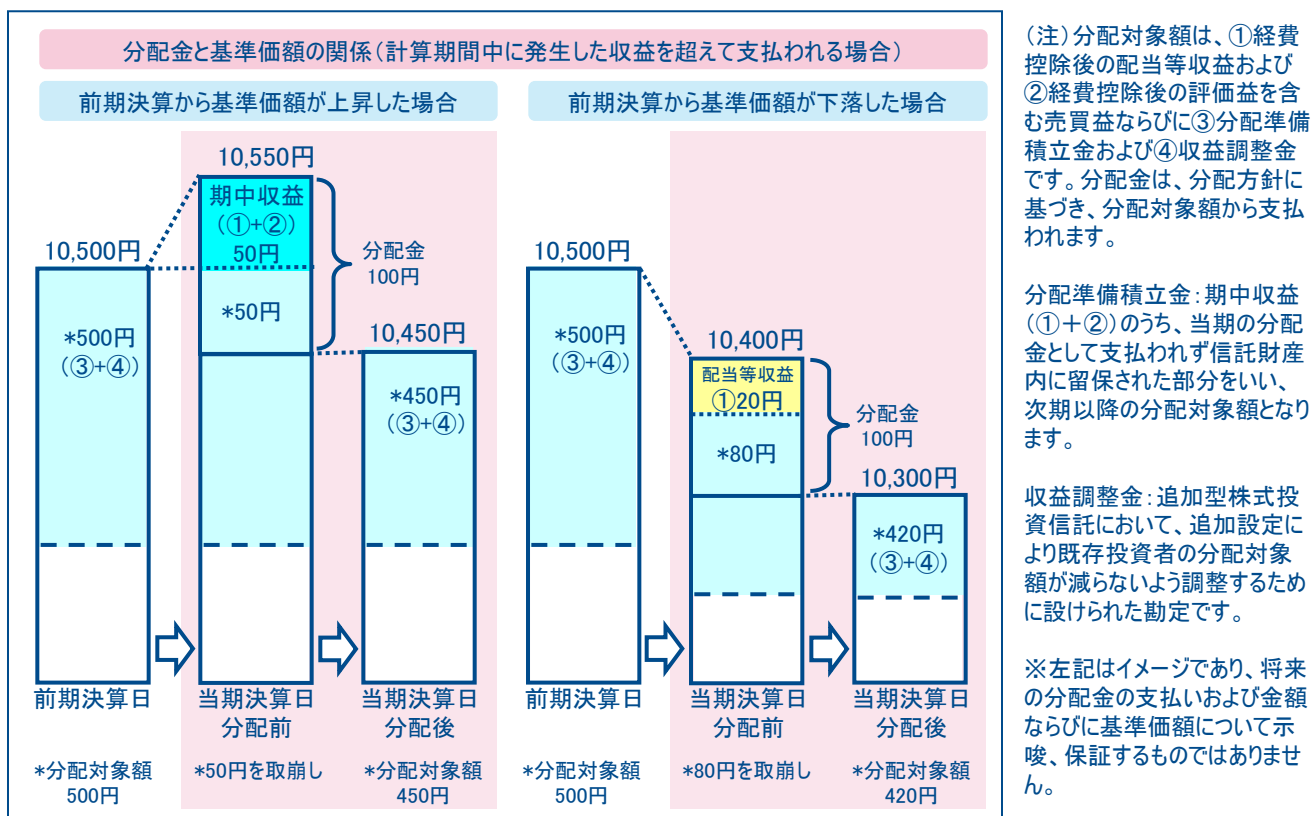 分配金と基準価額の関係(計算期間中に発生した収益を超えて支払われる場合)
前期決算から基準価額が上昇した場合
10,550円
期中収益
(①+②)
50円
*50円
分配金
100円
10,500円
*500円
(③+④)
10,450円
*450円
(③+④)
前期決算日
当期決算日
分配前
当期決算日
分配後
*分配対象額
500円
*50円を取崩し
*分配対象額
450円
前期決算から基準価額が下落した場合
10,500円
*500円
(③+④)
10,400円
配当等収益
①20円
*80円
分配金
100円
10,300円
*420円
(③+④)
前期決算日
当期決算日
分配前
当期決算日
分配後
*分配対象額
500円
*80円を取崩し
*分配対象額
420円
(注)分配対象額は、①経費
控除後の配当等収益および
②経費控除後の評価益を含
む売買益ならびに③分配準備
積立金および④収益調整金
です。分配金は、分配方針に
基づき、分配対象額から支払
われます。
分配準備積立金:期中収益
(①+②)のうち、当期の分配
金として支払われず信託財産
内に留保された部分をいい、
次期以降の分配対象額となり
ます。
収益調整金:追加型株式投
資信託において、追加設定に
より既存投資者の分配対象
額が減らないよう調整するため
に設けられた勘定です。
※左記はイメージであり、将来
の分配金の支払いおよび金額
ならびに基準価額について示
唆、保証するものではありませ
ん。